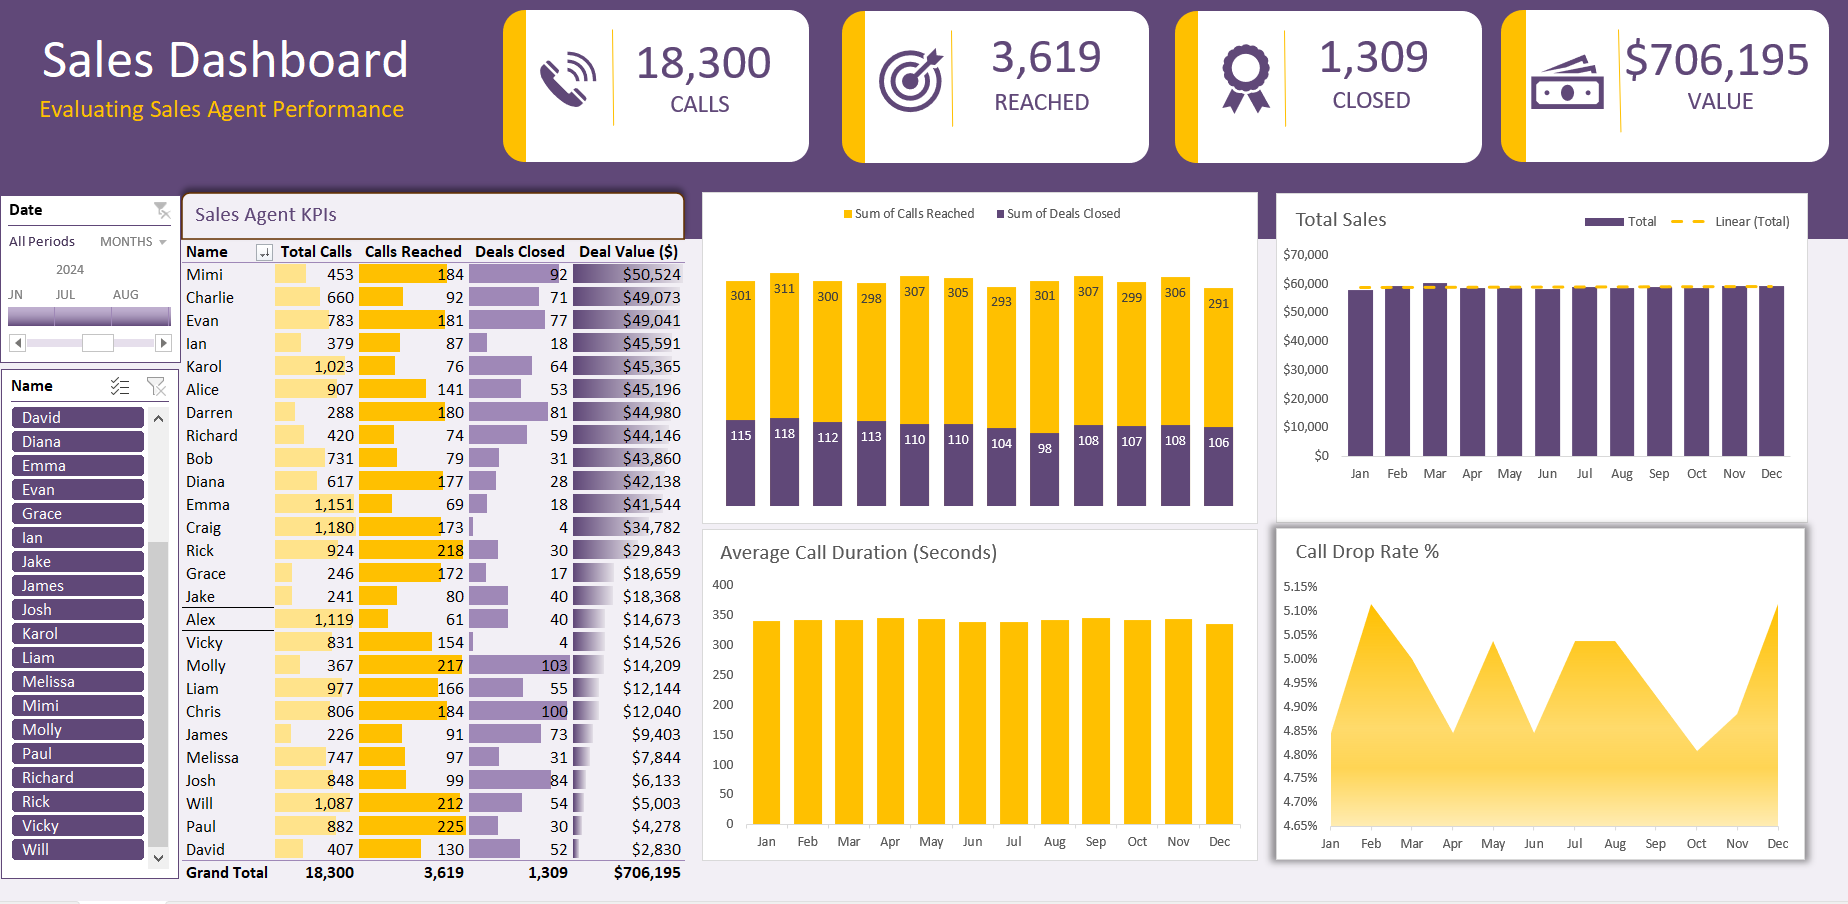 Sales Dashboard
Evaluating Sales Agent Performance
18,300
CALLS
3,619
REACHED
1,309
CLOSED
$706,195
VALUE
Date
All Periods MONTHS
2024
JN JUL AUG
Name
David
Diana
Emma
Evan
Grace
Ian
Jake
James
Josh
Karol
Liam
Melissa
Mimi
Molly
Paul
Richard
Rick
Vicky
Will
Sales Agent KPIs
Name Total Calls Calls Reached Deals Closed Deal Value ($)
Mimi 453 184 92 $50,524
Charlie 660 92 71 $49,073
Evan 783 181 77 $49,041
Ian 379 87 18 $45,591
Karol 1,023 76 64 $45,365
Alice 907 141 53 $45,196
Darren 288 180 81 $44,980
Richard 420 74 59 $44,146
Bob 731 79 31 $43,860
Diana 617 177 28 $42,138
Emma 1,151 69 18 $41,544
Craig 1,180 173 4 $34,782
Rick 924 218 30 $29,843
Grace 246 172 17 $18,659
Jake 241 80 40 $18,368
Alex 1,119 61 40 $14,673
Vicky 831 154 4 $14,526
Molly 367 217 103 $14,209
Liam 977 166 55 $12,144
Chris 806 184 100 $12,040
James 226 91 73 $9,403
Melissa 747 97 31 $7,844
Josh 848 99 84 $6,133
Will 1,087 212 54 $5,003
Paul 882 225 30 $4,278
David 407 130 52 $2,830
Grand Total 18,300 3,619 1,309 $706,195
Sum of Calls Reached Sum of Deals Closed
301 311 300 298 307 305 293 301 307 299 306 291
115 118 112 113 110 110 104 98 108 107 108 106
Total Sales
Total Linear (Total)
$70,000
$60,000
$50,000
$40,000
$30,000
$20,000
$10,000
$0
Jan Feb Mar Apr May Jun Jul Aug Sep Oct Nov Dec
Average Call Duration (Seconds)
400
350
300
250
200
150
100
50
0
Jan Feb Mar Apr May Jun Jul Aug Sep Oct Nov Dec
Call Drop Rate %
5.15%
5.10%
5.05%
5.00%
4.95%
4.90%
4.85%
4.80%
4.75%
4.70%
4.65%
Jan Feb Mar Apr May Jun Jul Aug Sep Oct Nov Dec